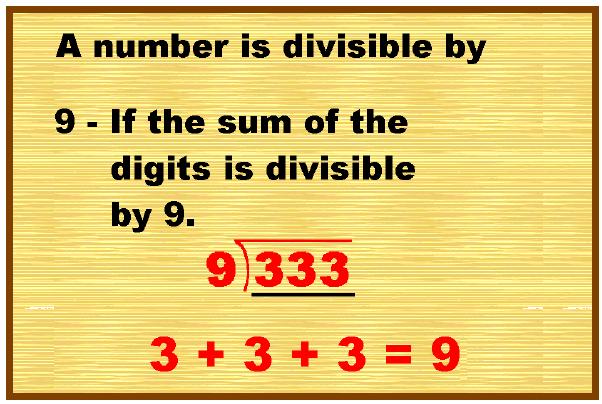 A number is divisible by
9 - If the sum of the
digits is divisible
by 9.
9)333
3 + 3 + 3 = 9